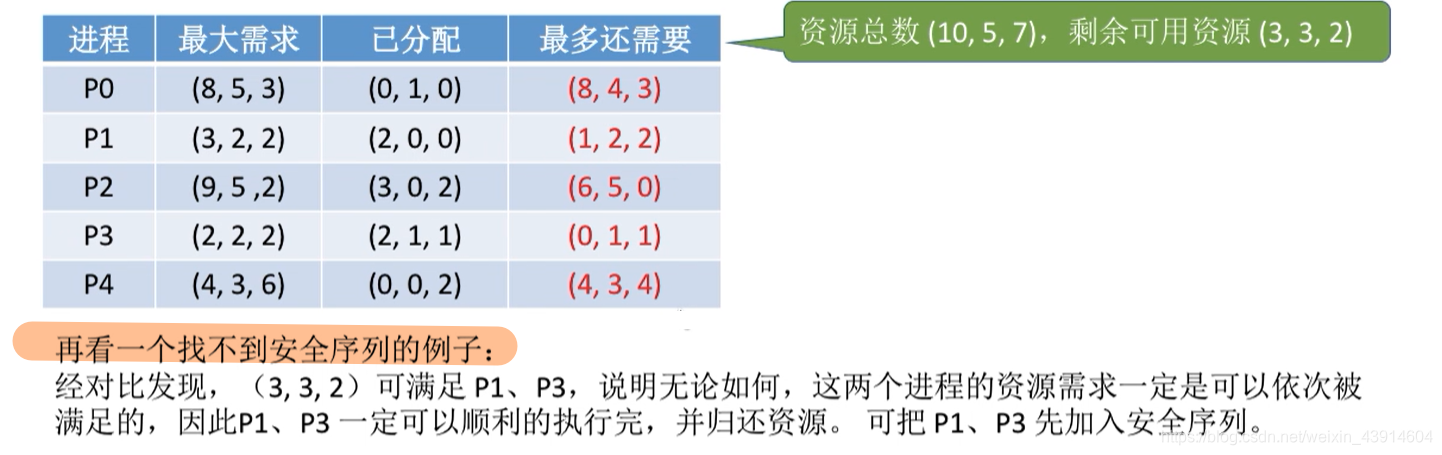 进程 最大需求 已分配 最多还需要
资源总数 (10, 5, 7)，剩余可用资源 (3, 3, 2)
P0 (8, 5, 3) (0, 1, 0) (8, 4, 3)
P1 (3, 2, 2) (2, 0, 0) (1, 2, 2)
P2 (9, 5 ,2) (3, 0, 2) (6, 5, 0)
P3 (2, 2, 2) (2, 1, 1) (0, 1, 1)
P4 (4, 3, 6) (0, 0, 2) (4, 3, 4)
再看一个找不到安全序列的例子：
经对比发现，（3, 3, 2）可满足 P1、P3，说明无论如何，这两个进程的资源需求一定是可以依次被
满足的，因此P1、P3 一定可以顺利的执行完，并归还资源。 可把 P1、P3 先加入安全序列。
https://blog.csdn.net/weixin_43914604